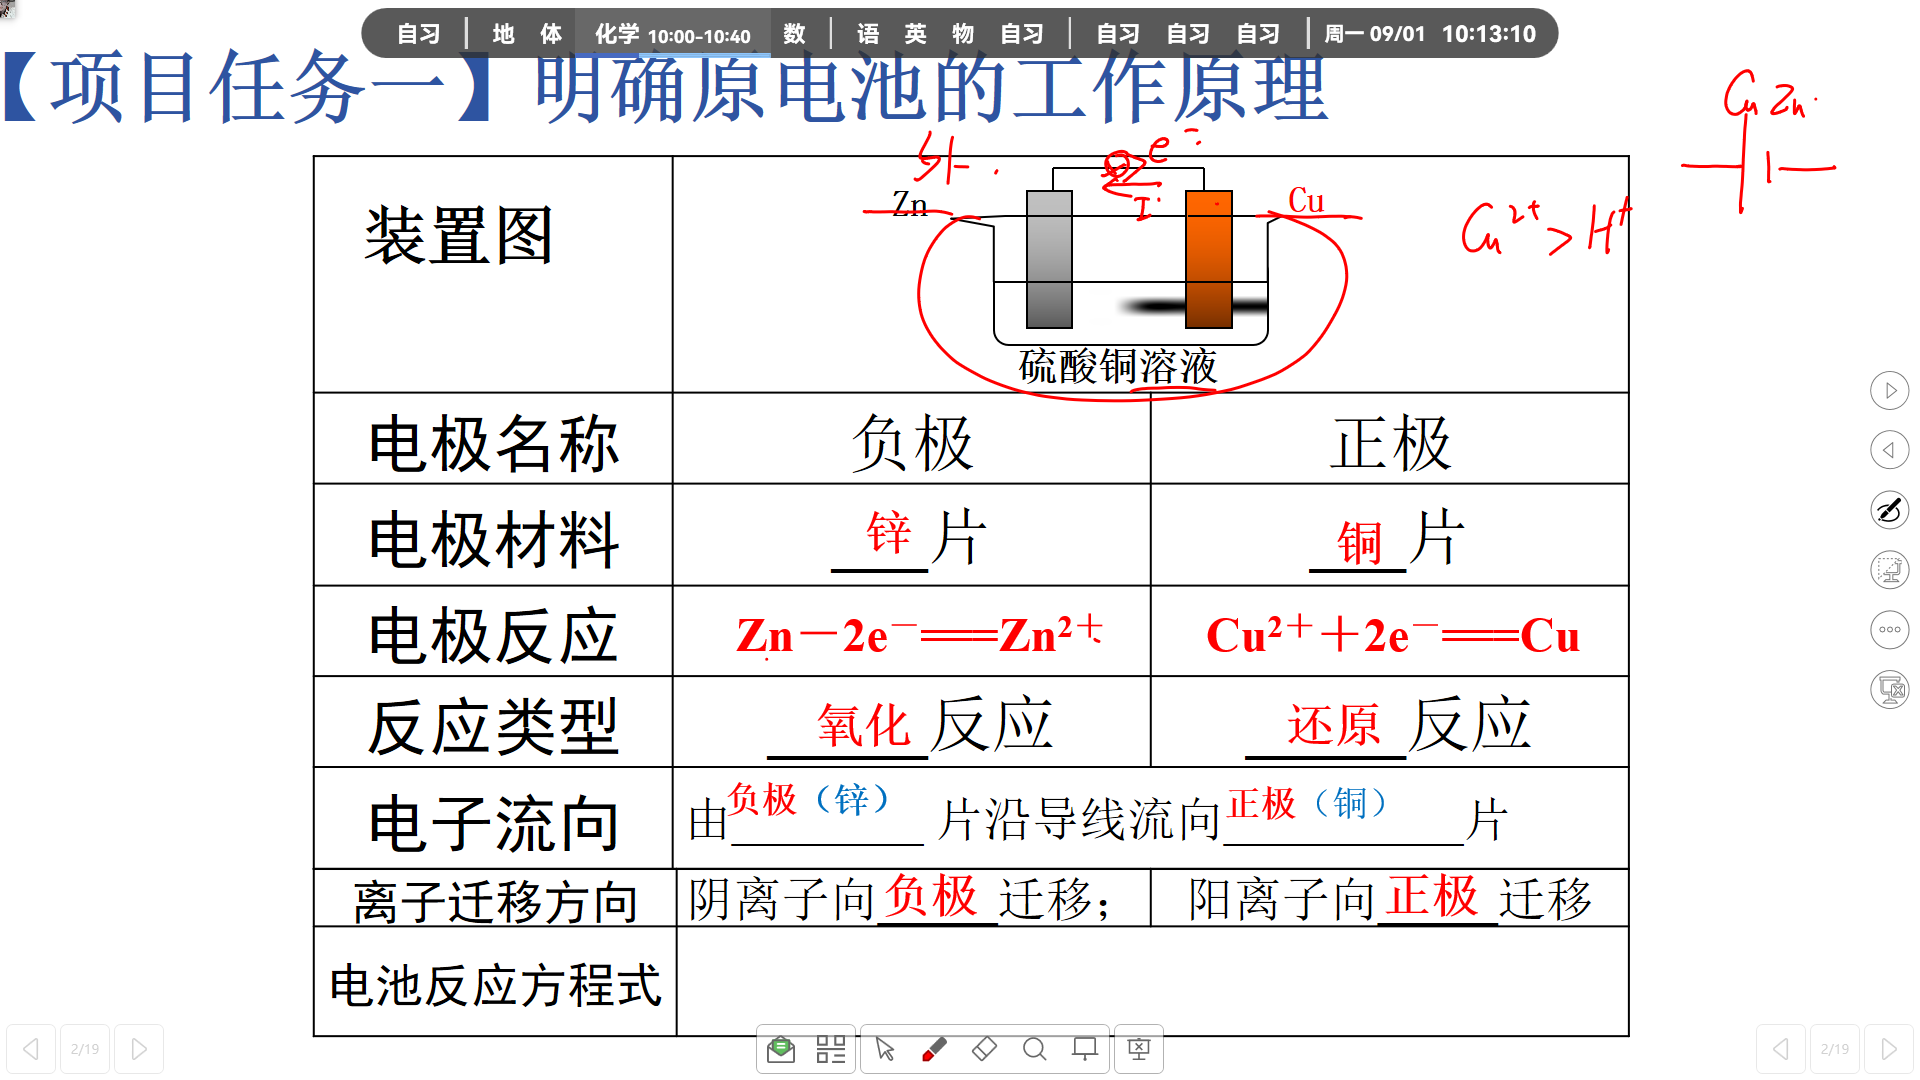 自习 | 地 体 化学 10:00-10:40 数 | 语 英 物 自习 | 自习 自习 自习 | 周一 09/01 10:13:10
【项目任务一】明确原电池的工作原理
Cu Zn
装置图
e⁻
Zn
I
Cu
Cu²⁺ > H⁺
硫酸铜溶液
电极名称 负极 正极
电极材料 锌片 铜片
电极反应 Zn－2e⁻═══Zn²⁺ Cu²⁺＋2e⁻═══Cu
反应类型 氧化反应 还原反应
电子流向 由负极（锌）片沿导线流向正极（铜）片
离子迁移方向 阴离子向负极迁移； 阳离子向正极迁移
电池反应方程式
2/19 2/19